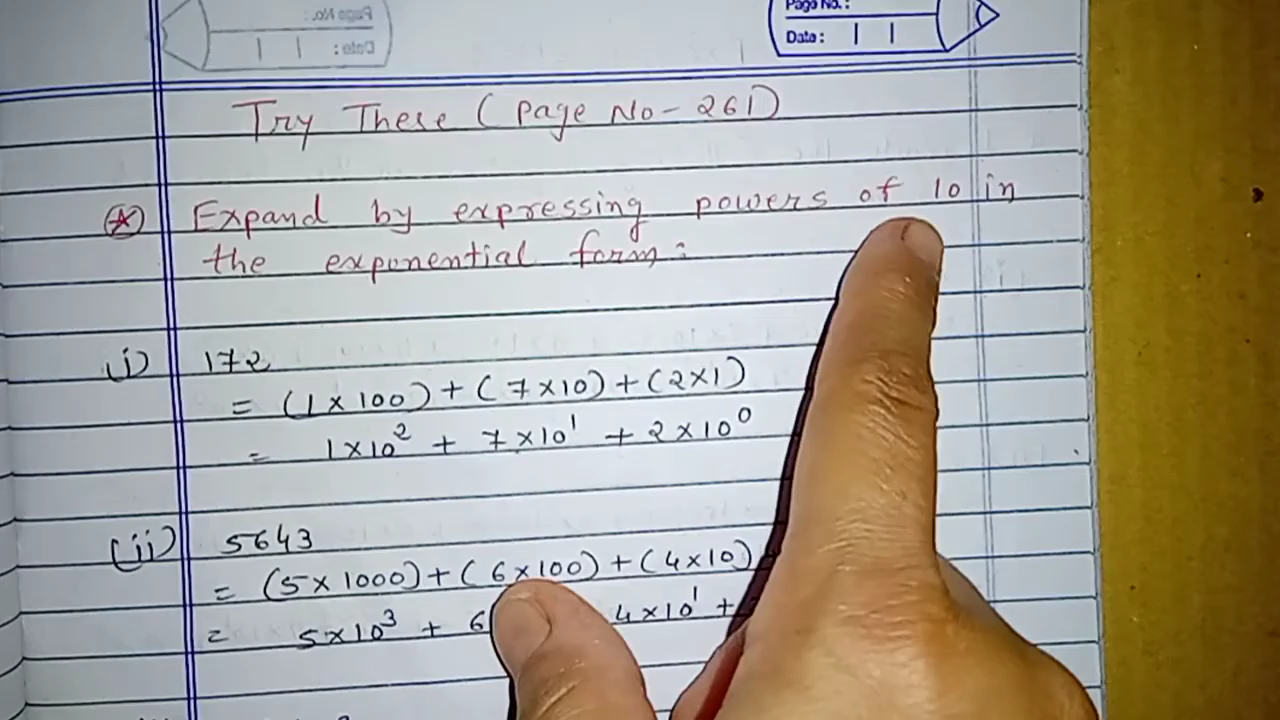 Page No.:
Date:
Try These (Page No - 261)
(*) Expand by expressing powers of 10 in
the exponential form:
(i) 172
= (1×100)+(7×10)+(2×1)
= 1×10² + 7×10¹ + 2×10⁰
(ii) 5643
= (5×1000)+(6×100)+(4×10)
= 5×10³ + 6 4×10¹ +